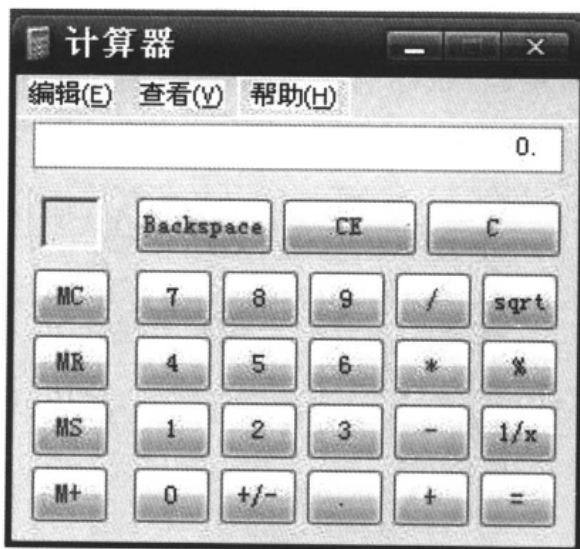 计算器
编辑(E) 查看(V) 帮助(H)
0.
Backspace CE C
MC 7 8 9 / sqrt
MR 4 5 6 * %
MS 1 2 3 - 1/x
M+ 0 +/- . + =